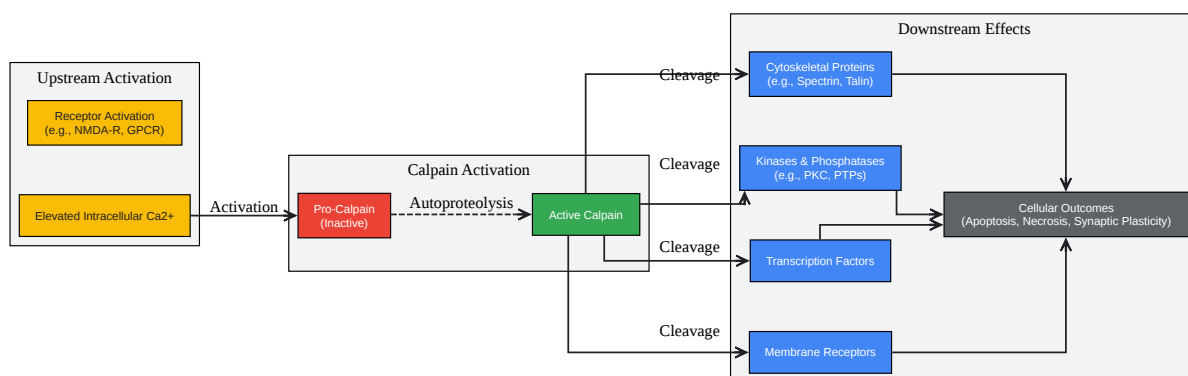 Upstream Activation
Receptor Activation
(e.g., NMDA-R, GPCR)
Elevated Intracellular Ca2+
Activation
Calpain Activation
Pro-Calpain
(Inactive)
Autoproteolysis
Active Calpain
Cleavage
Cleavage
Cleavage
Cleavage
Downstream Effects
Cytoskeletal Proteins
(e.g., Spectrin, Talin)
Kinases & Phosphatases
(e.g., PKC, PTPs)
Transcription Factors
Membrane Receptors
Cellular Outcomes
(Apoptosis, Necrosis, Synaptic Plasticity)